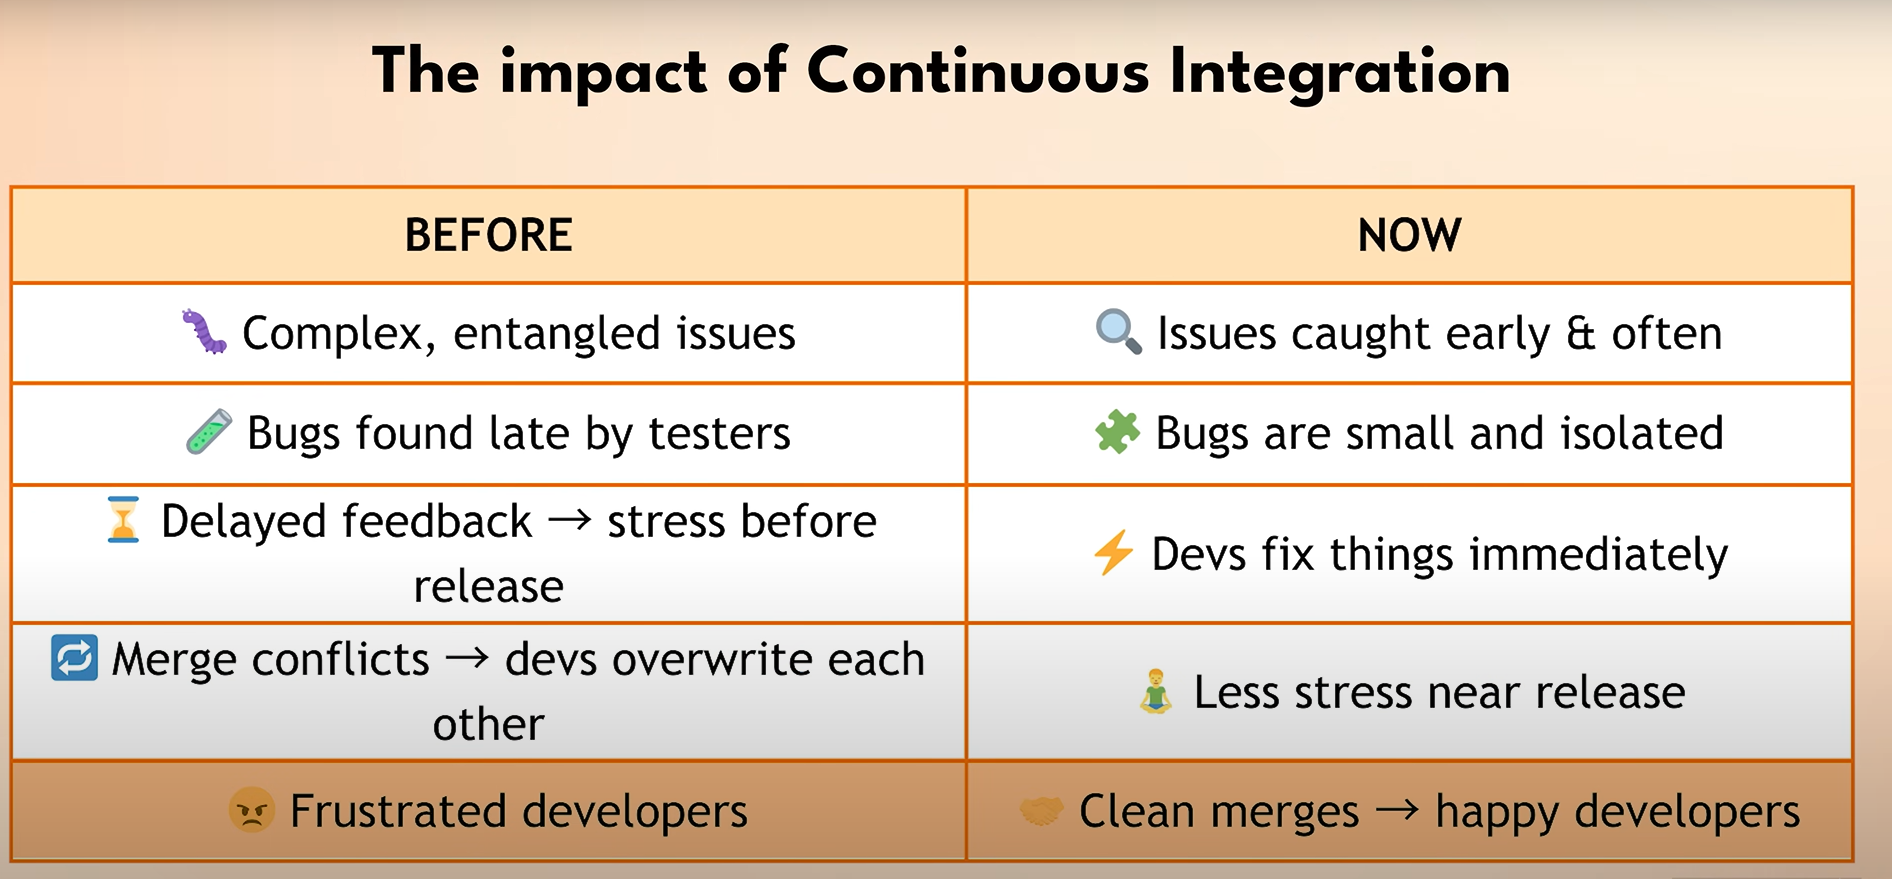 The impact of Continuous Integration
BEFORE
NOW
Complex, entangled issues
Issues caught early & often
Bugs found late by testers
Bugs are small and isolated
Delayed feedback → stress before
release
Devs fix things immediately
Merge conflicts → devs overwrite each
other
Less stress near release
Frustrated developers
Clean merges → happy developers